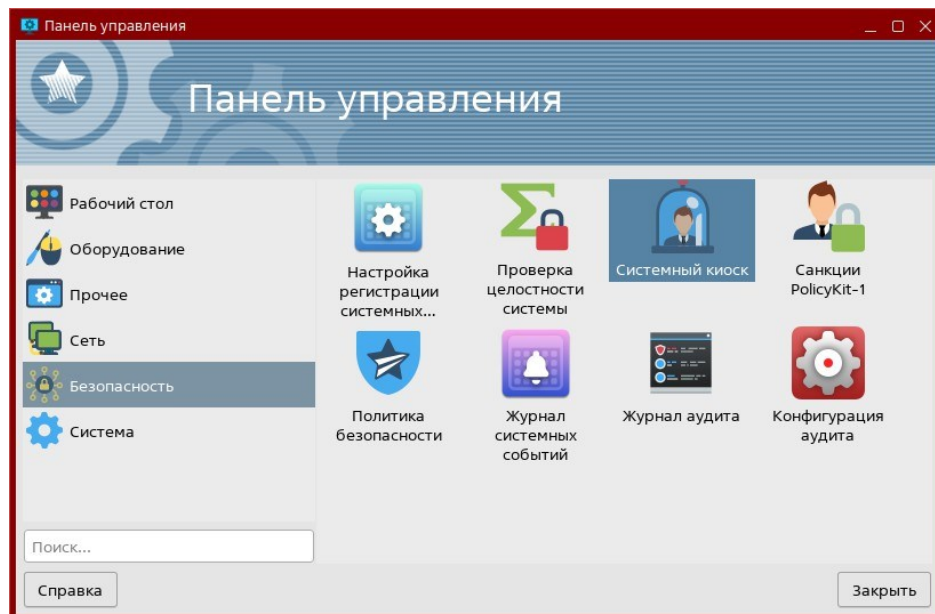 Панель управления
Панель управления
Рабочий стол
Оборудование
Прочее
Сеть
Безопасность
Система
Настройка
регистрации
системных...
Проверка
целостности
системы
Системный киоск
Санкции
PolicyKit-1
Политика
безопасности
Журнал
системных
событий
Журнал аудита
Конфигурация
аудита
Поиск...
Справка
Закрыть